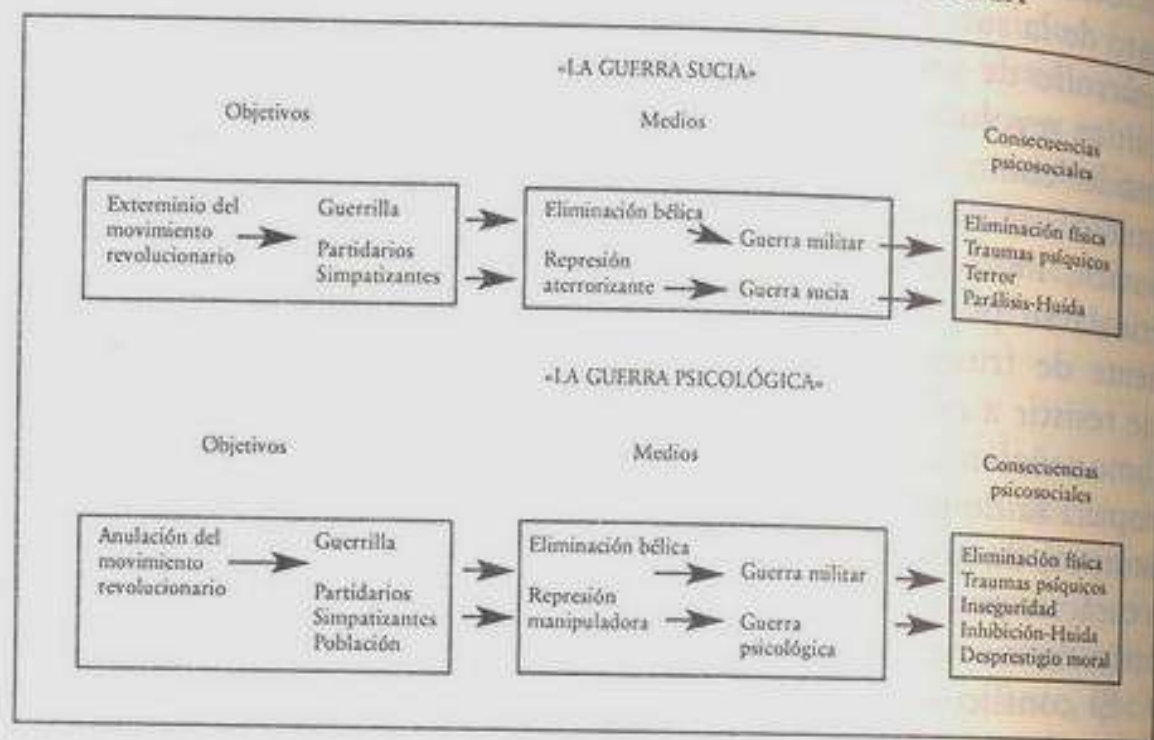 «LA GUERRA SUCIA»
Objetivos
Medios
Consecuencias
psicosociales
Exterminio del
movimiento
revolucionario
Guerrilla
Partidarios
Simpatizantes
Eliminación bélica
Represión
aterrorizante
Guerra militar
Guerra sucia
Eliminación física
Traumas psíquicos
Terror
Parálisis-Huida
«LA GUERRA PSICOLÓGICA»
Objetivos
Medios
Consecuencias
psicosociales
Anulación del
movimiento
revolucionario
Guerrilla
Partidarios
Simpatizantes
Población
Eliminación bélica
Represión
manipuladora
Guerra militar
Guerra
psicológica
Eliminación física
Traumas psíquicos
Inseguridad
Inhibición-Huida
Desprestigio moral